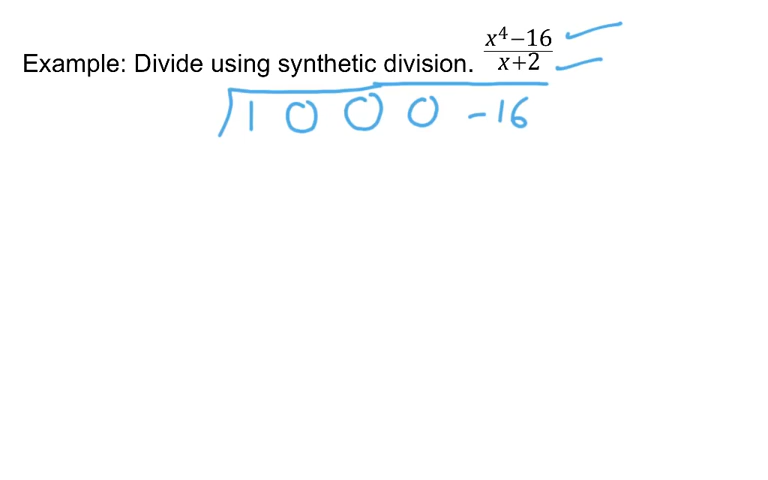 Example: Divide using synthetic division. x⁴−16/x+2
1 0 0 0 -16